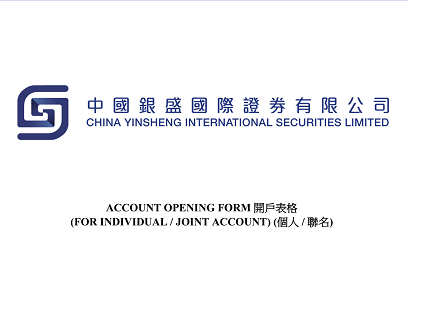 中國銀盛國際證券有限公司
CHINA YINSHENG INTERNATIONAL SECURITIES LIMITED
ACCOUNT OPENING FORM 開戶表格
(FOR INDIVIDUAL / JOINT ACCOUNT) (個人 / 聯名)